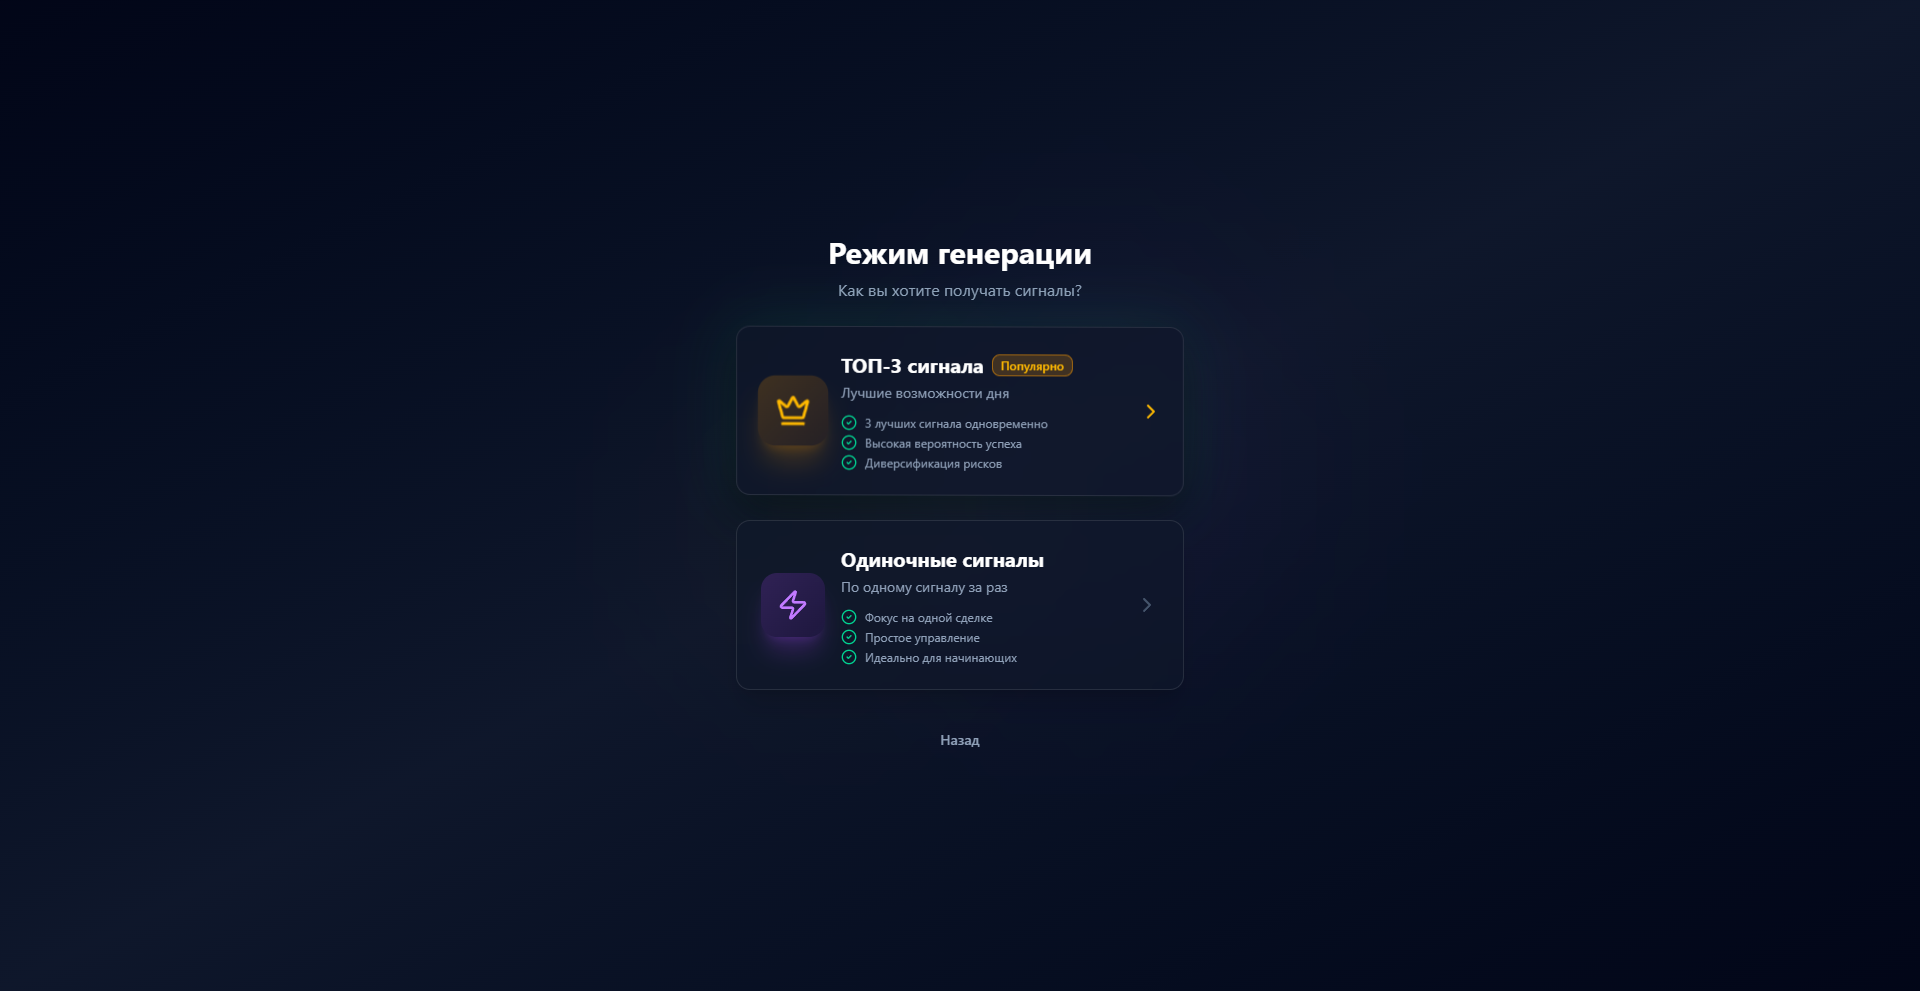 Режим генерации
Как вы хотите получать сигналы?
ТОП-3 сигнала Популярно
Лучшие возможности дня
3 лучших сигнала одновременно
Высокая вероятность успеха
Диверсификация рисков
Одиночные сигналы
По одному сигналу за раз
Фокус на одной сделке
Простое управление
Идеально для начинающих
Назад